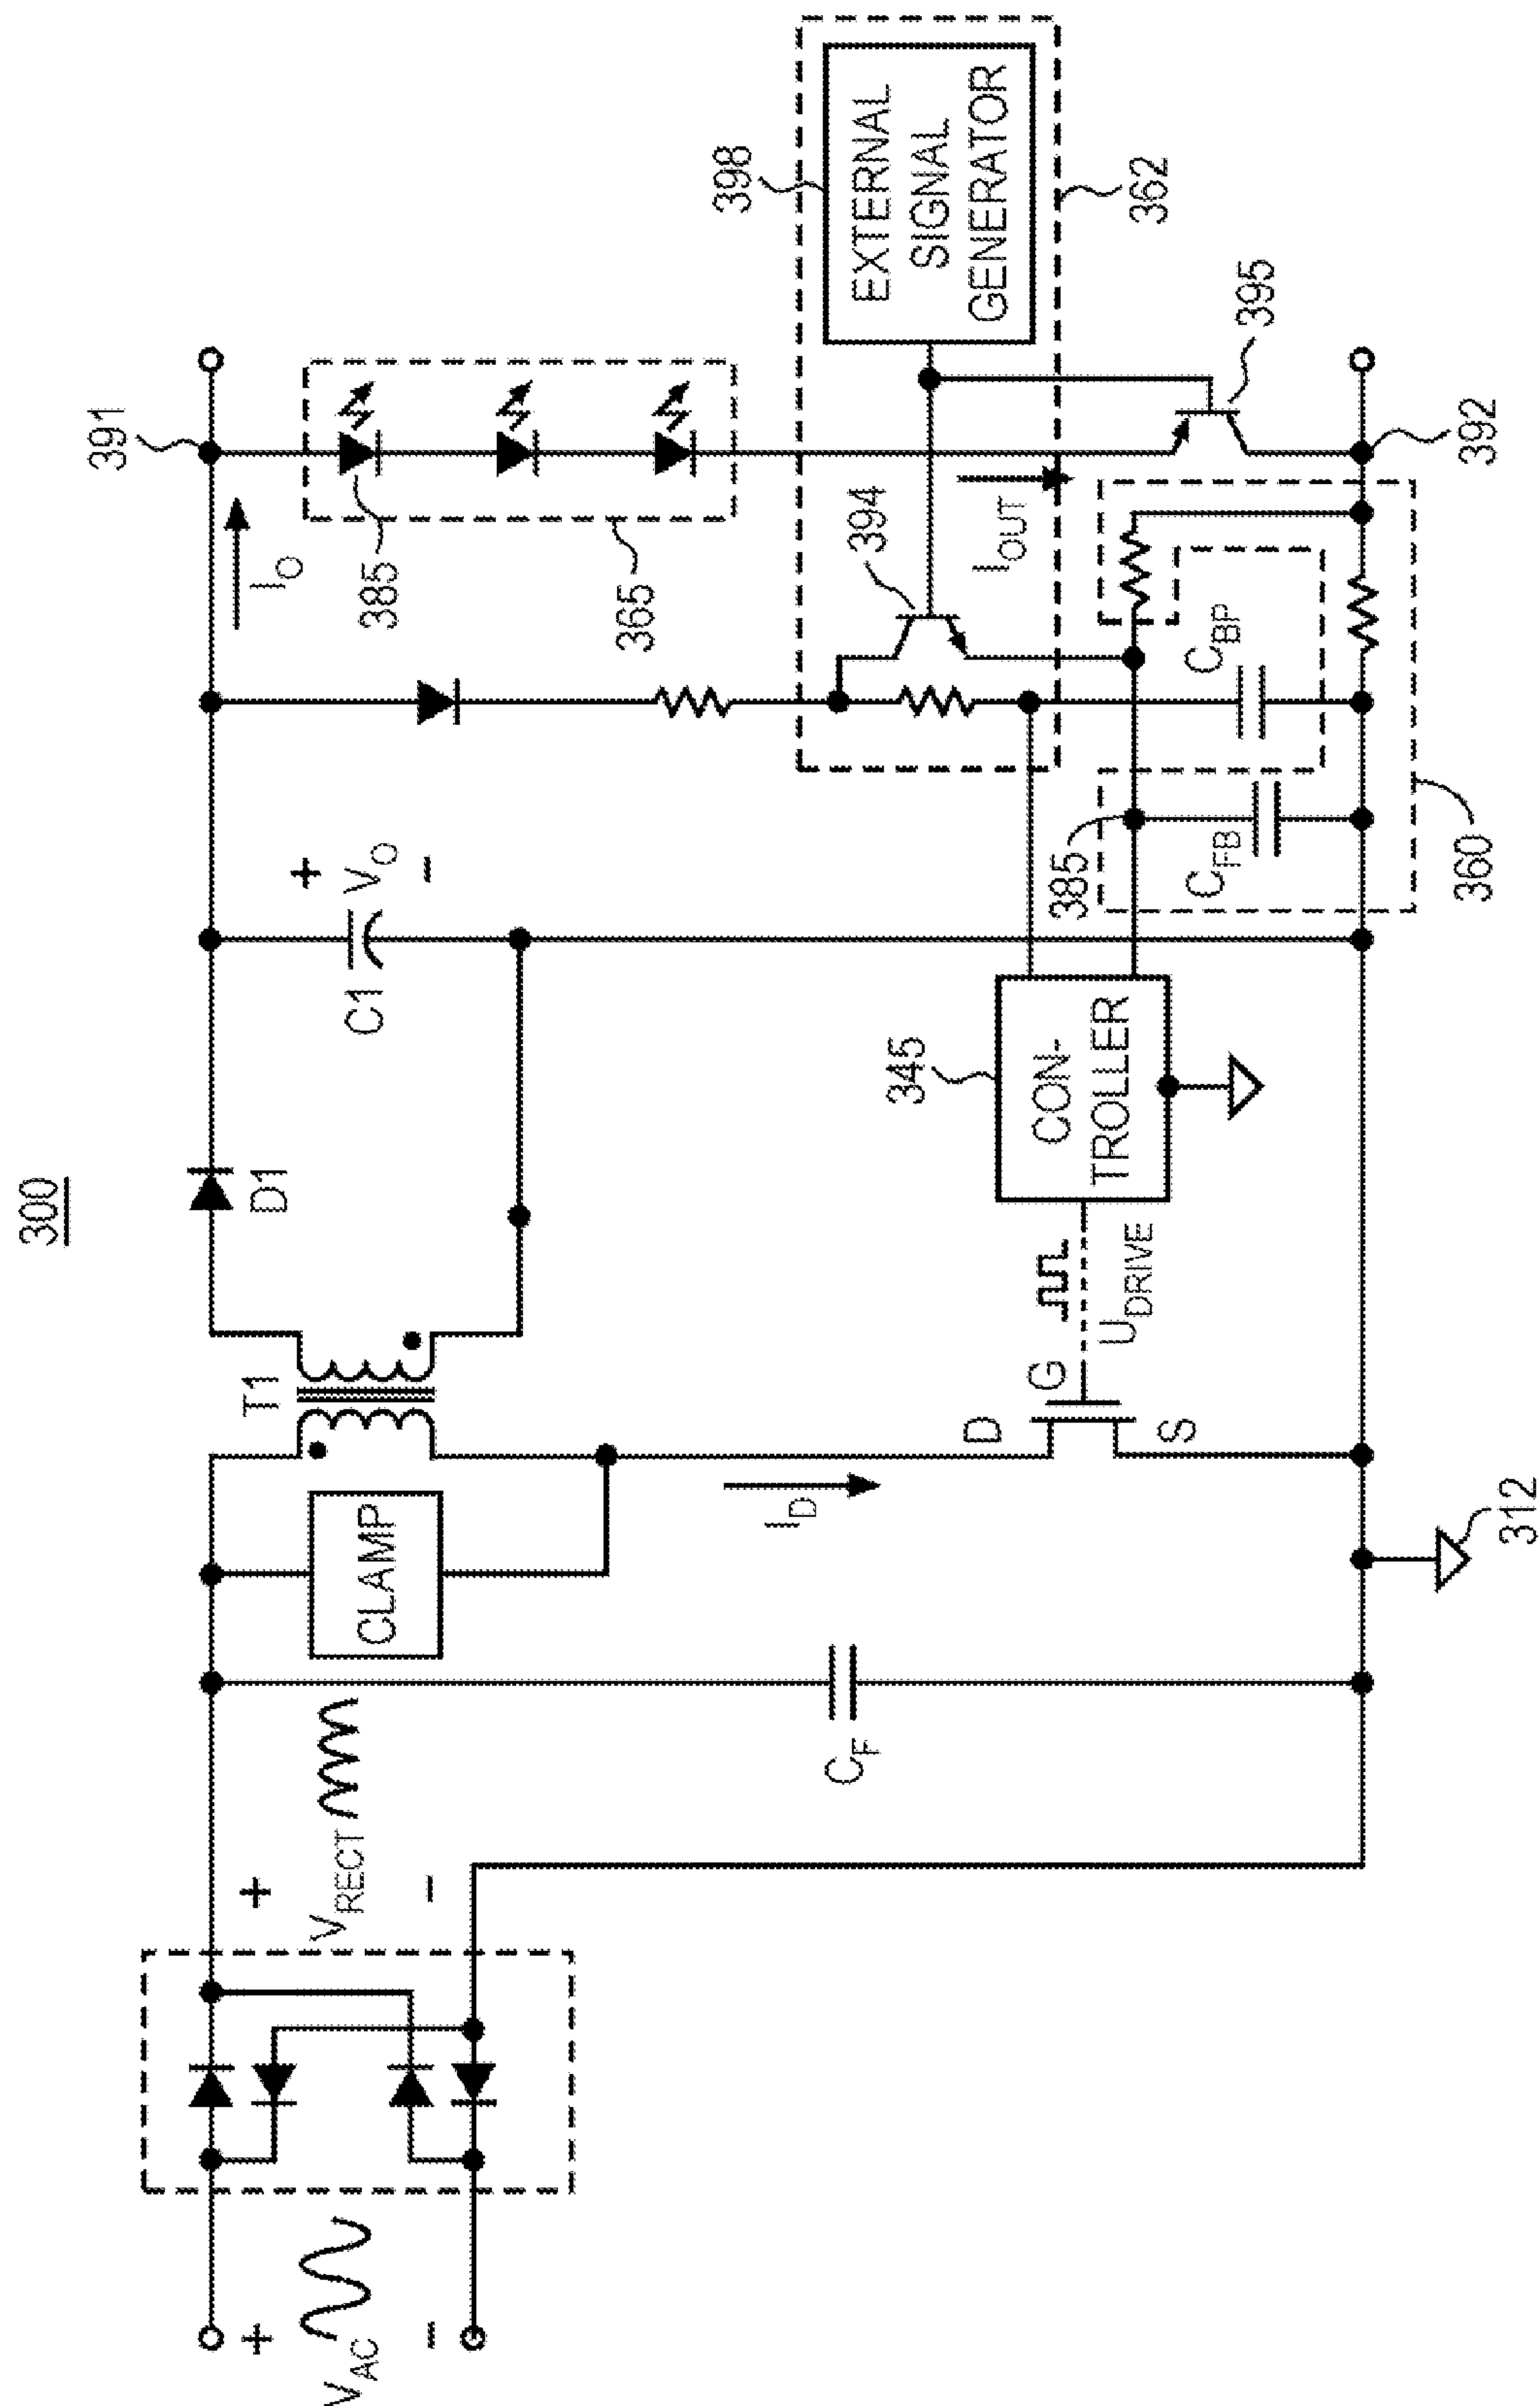 300
V_AC
+
−
V_RECT
+
−
C_F
CLAMP
T1
D1
I_D
D
G
S
U_DRIVE
312
345
CON-
TROLLER
C1
+
V_O
−
I_O
391
385
365
394
398
EXTERNAL
SIGNAL
GENERATOR
362
I_OUT
395
392
385
C_FB
C_BP
360